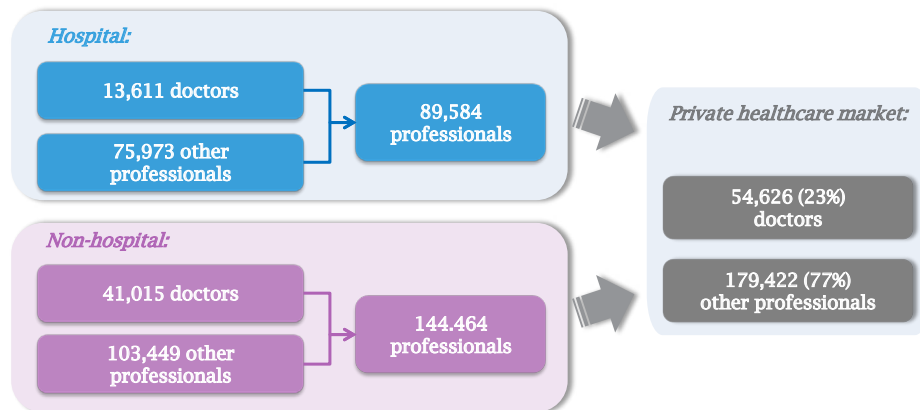 Hospital:
13,611 doctors
75,973 other
professionals
89,584
professionals
Non-hospital:
41,015 doctors
103,449 other
professionals
144.464
professionals
Private healthcare market:
54,626 (23%)
doctors
179,422 (77%)
other professionals